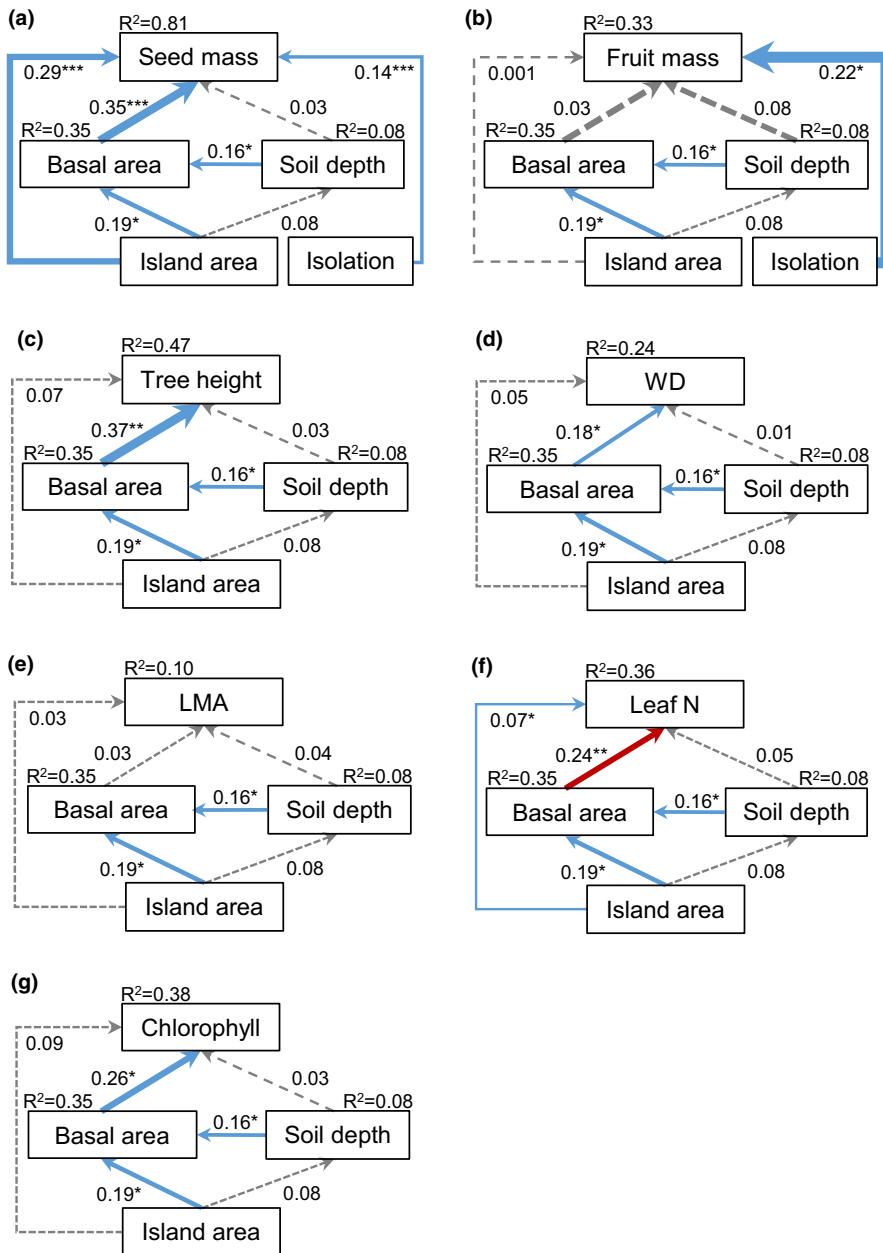 (a)
R²=0.81
Seed mass
0.29***
0.14***
0.35***
0.03
R²=0.35
R²=0.08
Basal area
0.16*
Soil depth
0.19*
0.08
Island area
Isolation
(b)
R²=0.33
Fruit mass
0.001
0.22*
0.03
0.08
R²=0.35
R²=0.08
Basal area
0.16*
Soil depth
0.19*
0.08
Island area
Isolation
(c)
R²=0.47
Tree height
0.07
0.37**
0.03
R²=0.35
R²=0.08
Basal area
0.16*
Soil depth
0.19*
0.08
Island area
(d)
R²=0.24
WD
0.05
0.18*
0.01
R²=0.35
R²=0.08
Basal area
0.16*
Soil depth
0.19*
0.08
Island area
(e)
R²=0.10
LMA
0.03
0.03
0.04
R²=0.35
R²=0.08
Basal area
0.16*
Soil depth
0.19*
0.08
Island area
(f)
R²=0.36
Leaf N
0.07*
0.24**
0.05
R²=0.35
R²=0.08
Basal area
0.16*
Soil depth
0.19*
0.08
Island area
(g)
R²=0.38
Chlorophyll
0.09
0.26*
0.03
R²=0.35
R²=0.08
Basal area
0.16*
Soil depth
0.19*
0.08
Island area